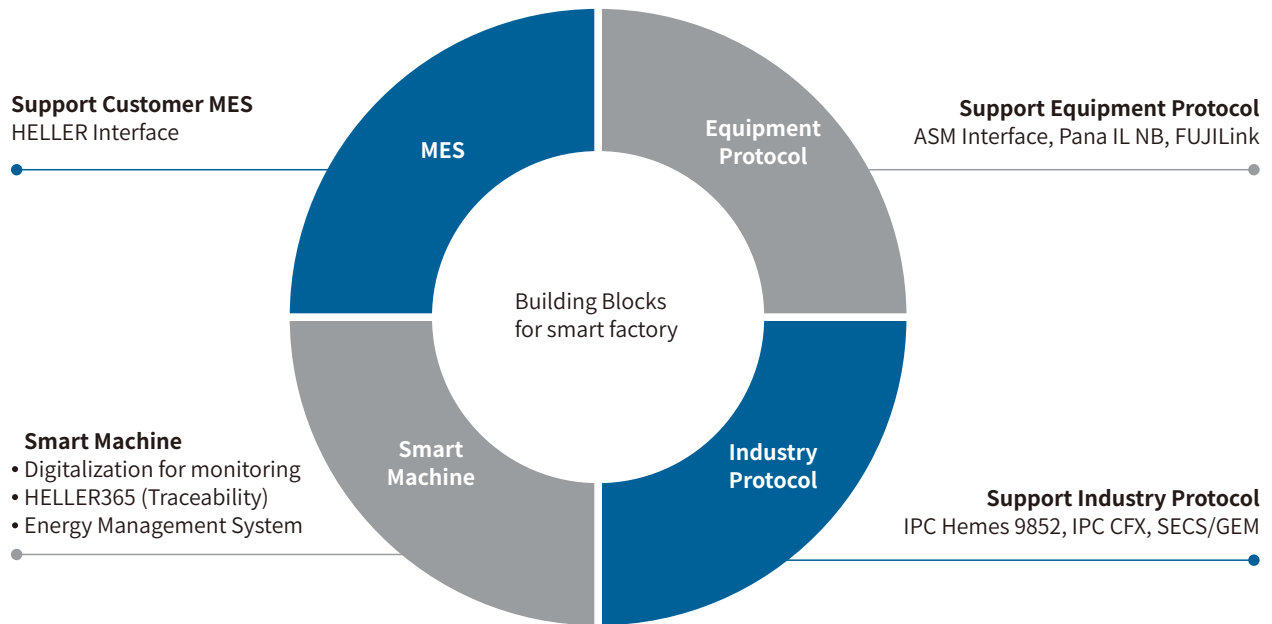 Support Customer MES
HELLER Interface
MES
Equipment
Protocol
Support Equipment Protocol
ASM Interface, Pana IL NB, FUJILink
Building Blocks
for smart factory
Smart Machine
• Digitalization for monitoring
• HELLER365 (Traceability)
• Energy Management System
Smart
Machine
Industry
Protocol
Support Industry Protocol
IPC Hemes 9852, IPC CFX, SECS/GEM